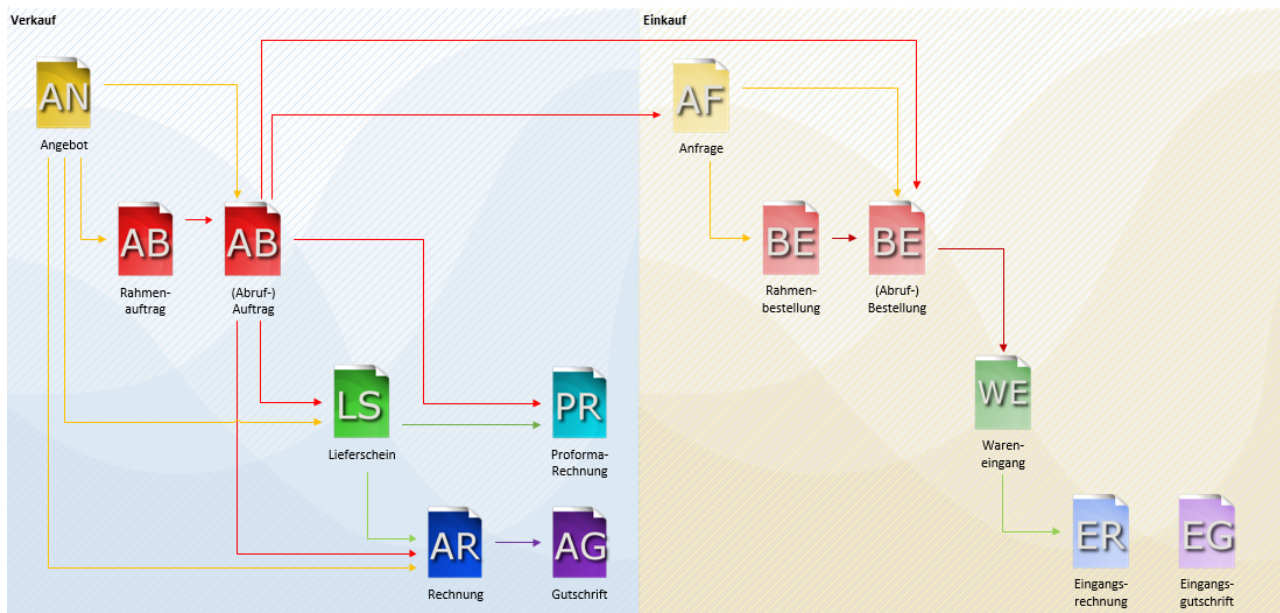 Verkauf
Einkauf
AN
Angebot
AF
Anfrage
AB
Rahmen-
auftrag
AB
(Abruf-)
Auftrag
BE
Rahmen-
bestellung
BE
(Abruf-)
Bestellung
LS
Lieferschein
PR
Proforma-
Rechnung
WE
Waren-
eingang
AR
Rechnung
AG
Gutschrift
ER
Eingangs-
rechnung
EG
Eingangs-
gutschrift